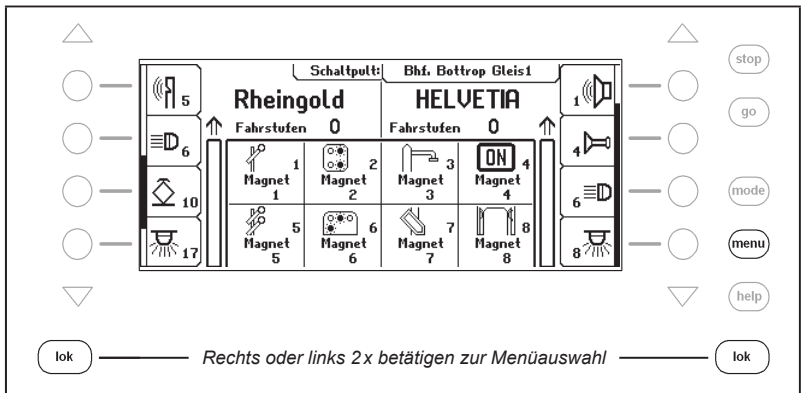 Schaltpult: Bhf. Bottrop Gleis1
stop
5
Rheingold HELVETIA
1
go
Fahrstufen 0 Fahrstufen 0
6
4
1 2 3 ON 4
Magnet Magnet Magnet Magnet
1 2 3 4
10
6
mode
5 6 7 8
Magnet Magnet Magnet Magnet
5 6 7 8
17
8
menu
help
lok Rechts oder links 2x betätigen zur Menüauswahl lok